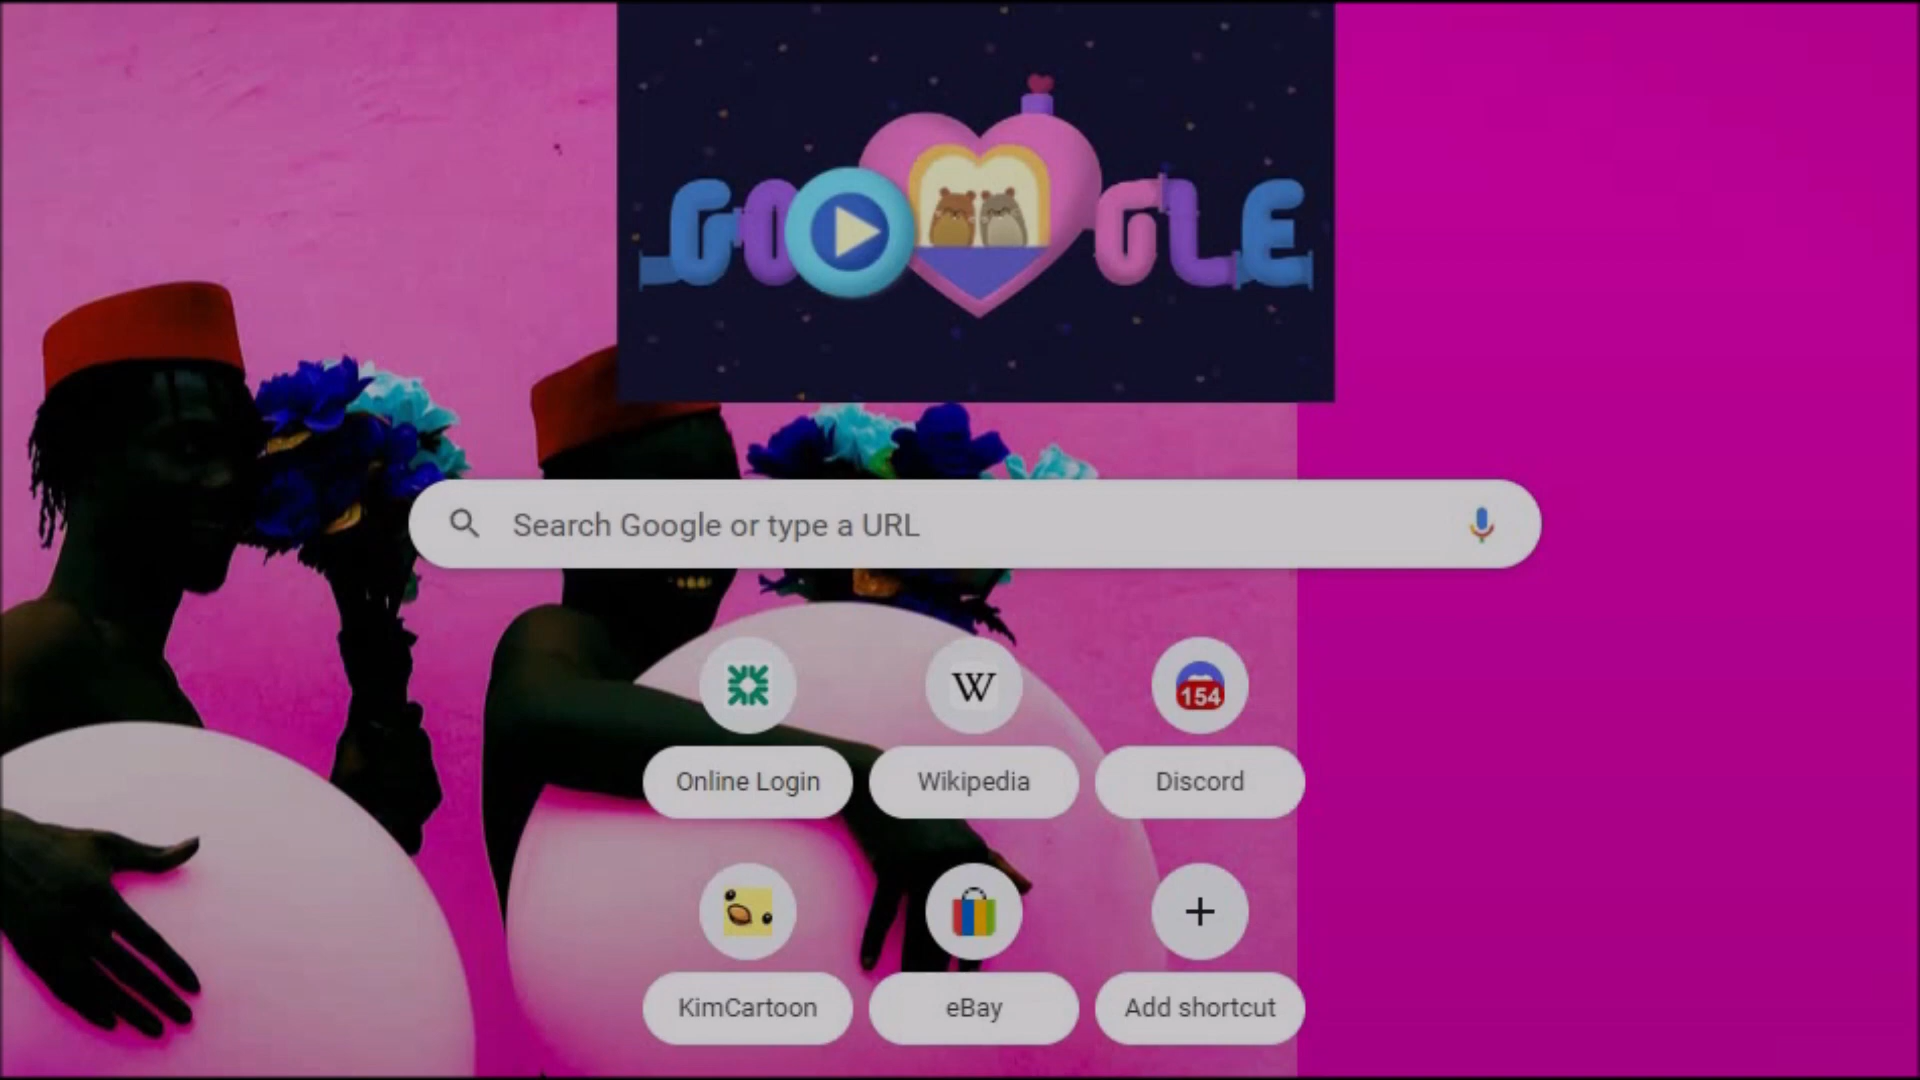 GOOGLE
Search Google or type a URL
W
154
Online Login
Wikipedia
Discord
KimCartoon
eBay
Add shortcut